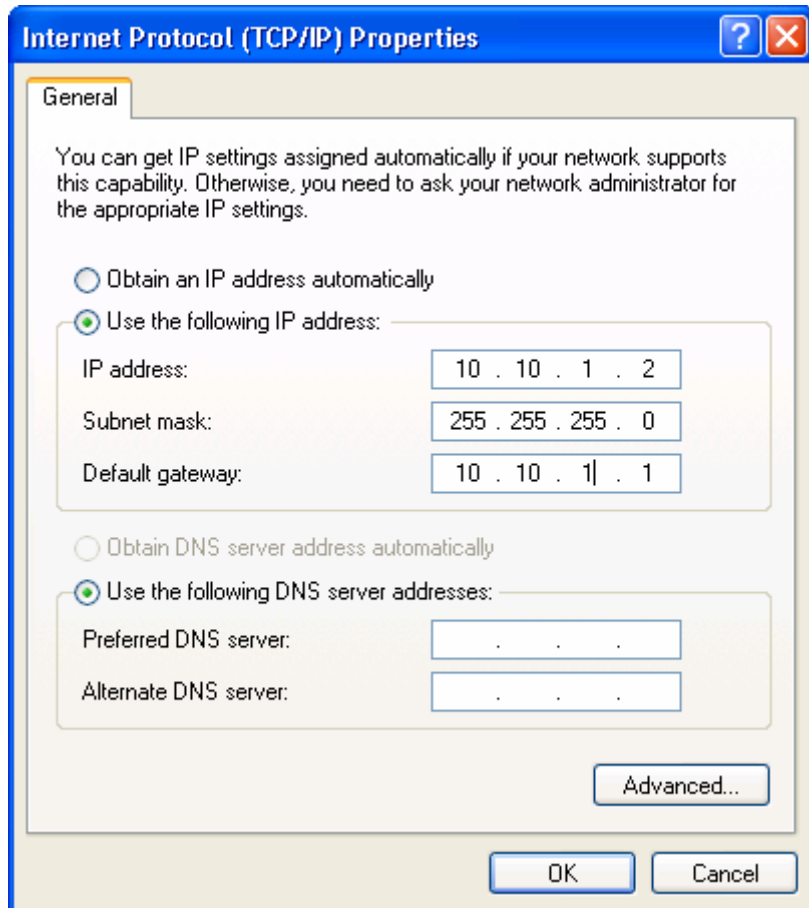 Internet Protocol (TCP/IP) Properties
General
You can get IP settings assigned automatically if your network supports
this capability. Otherwise, you need to ask your network administrator for
the appropriate IP settings.
Obtain an IP address automatically
Use the following IP address:
IP address: 10 . 10 . 1 . 2
Subnet mask: 255 . 255 . 255 . 0
Default gateway: 10 . 10 . 1 . 1
Obtain DNS server address automatically
Use the following DNS server addresses:
Preferred DNS server: . . .
Alternate DNS server: . . .
Advanced...
OK Cancel